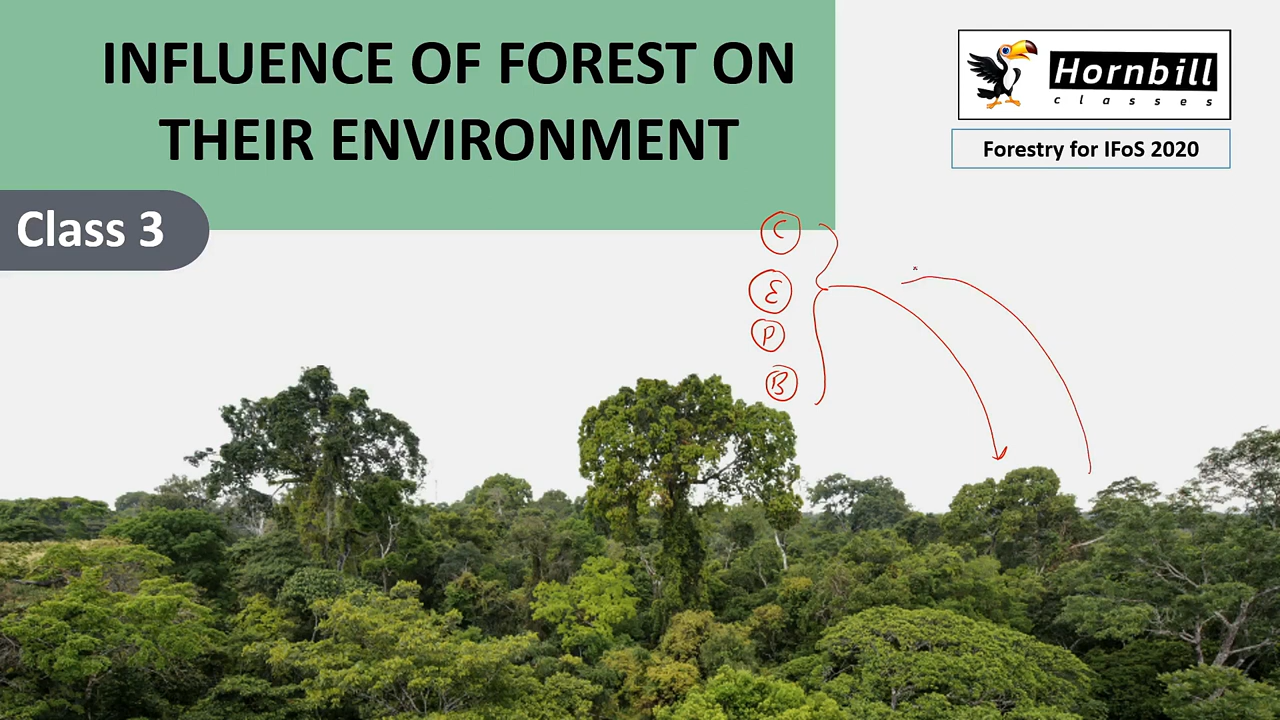 INFLUENCE OF FOREST ON
THEIR ENVIRONMENT
Hornbill
classes
Forestry for IFoS 2020
Class 3
C
E
P
B